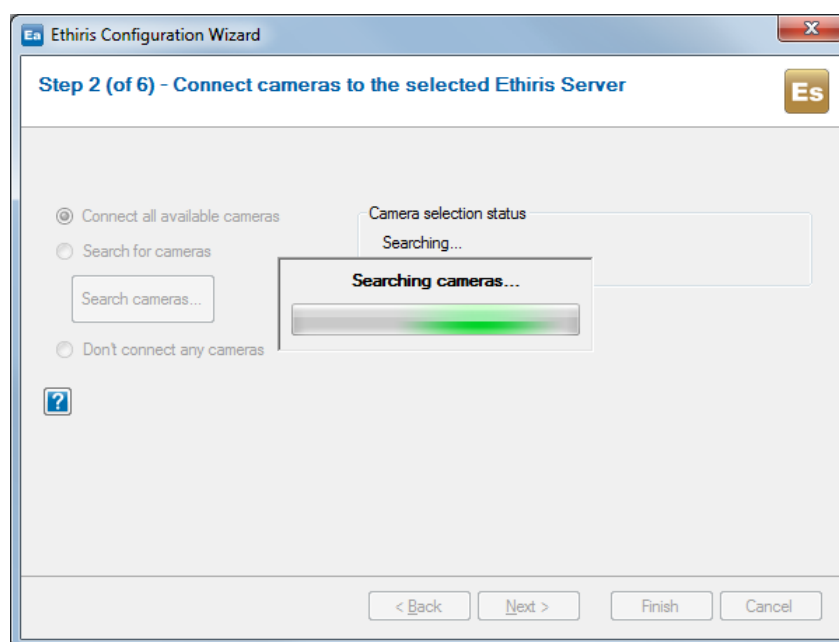 Ea Ethiris Configuration Wizard
Step 2 (of 6) - Connect cameras to the selected Ethiris Server
Es
Connect all available cameras
Camera selection status
Search for cameras
Searching...
Searching cameras...
Search cameras...
Don't connect any cameras
?
< Back
Next >
Finish
Cancel